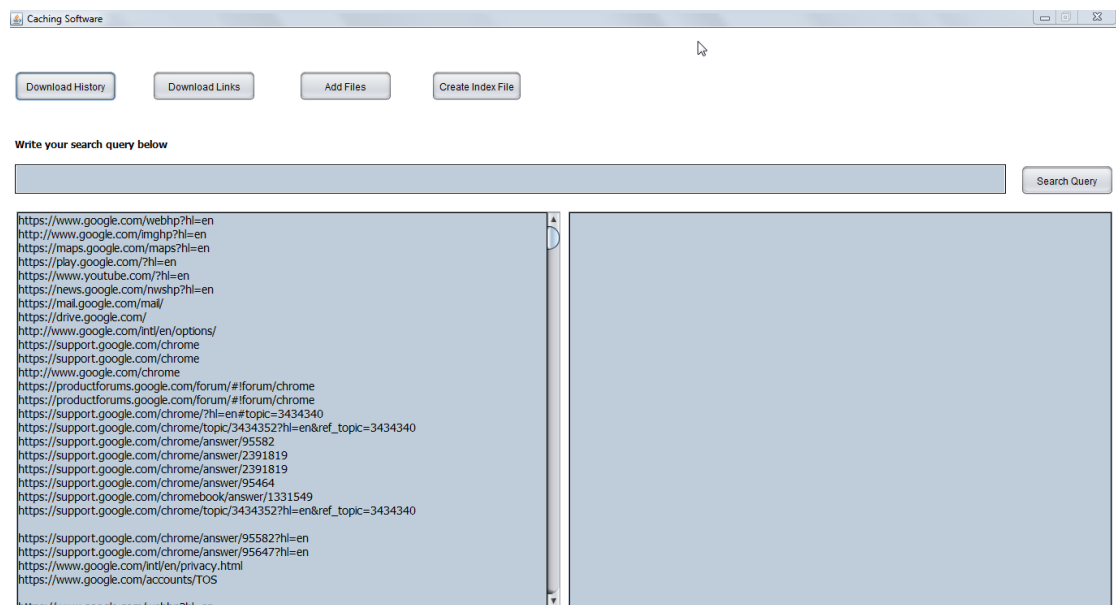 Caching Software
Download History Download Links Add Files Create Index File
Write your search query below
Search Query
https://www.google.com/webhp?hl=en
http://www.google.com/imghp?hl=en
https://maps.google.com/maps?hl=en
https://play.google.com/?hl=en
https://www.youtube.com/?hl=en
https://news.google.com/nwshp?hl=en
https://mail.google.com/mail/
https://drive.google.com/
http://www.google.com/intl/en/options/
https://support.google.com/chrome
https://support.google.com/chrome
http://www.google.com/chrome
https://productforums.google.com/forum/#!forum/chrome
https://productforums.google.com/forum/#!forum/chrome
https://support.google.com/chrome/?hl=en#topic=3434340
https://support.google.com/chrome/topic/3434352?hl=en&ref_topic=3434340
https://support.google.com/chrome/answer/95582
https://support.google.com/chrome/answer/2391819
https://support.google.com/chrome/answer/2391819
https://support.google.com/chrome/answer/95464
https://support.google.com/chromebook/answer/1331549
https://support.google.com/chrome/topic/3434352?hl=en&ref_topic=3434340
https://support.google.com/chrome/answer/95582?hl=en
https://support.google.com/chrome/answer/95647?hl=en
https://www.google.com/intl/en/privacy.html
https://www.google.com/accounts/TOS